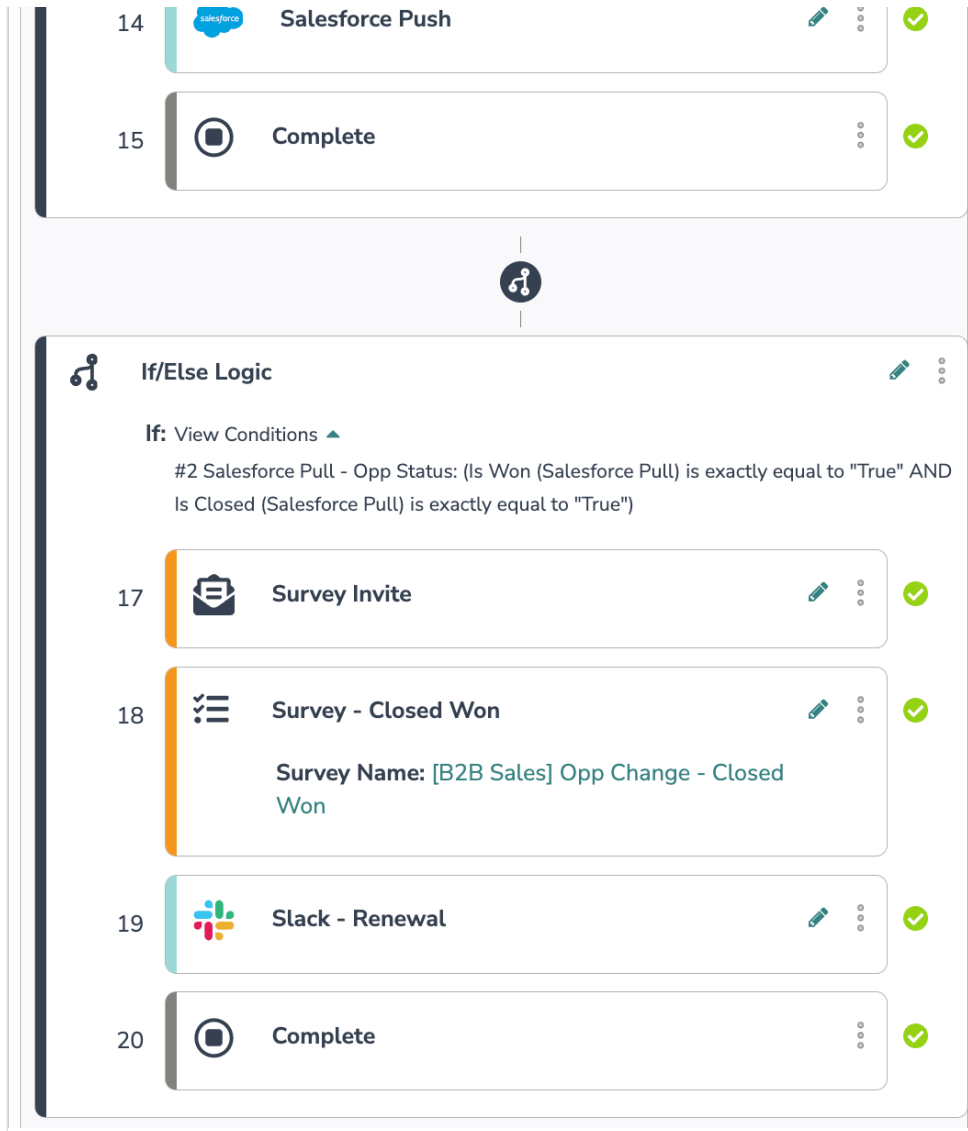 14
salesforce
Salesforce Push
15
Complete
If/Else Logic
If: View Conditions
#2 Salesforce Pull - Opp Status: (Is Won (Salesforce Pull) is exactly equal to "True" AND
Is Closed (Salesforce Pull) is exactly equal to "True")
17
Survey Invite
18
Survey - Closed Won
Survey Name: [B2B Sales] Opp Change - Closed
Won
19
Slack - Renewal
20
Complete